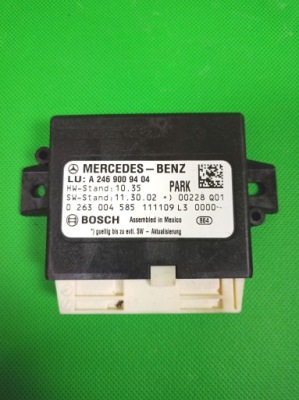 MERCEDES-BENZ
LU: A 246 900 94 04
HW-Stand: 10.35 PARK
SW-Stand: 11.30.02 *) 00228 Q01
0 263 004 585 111109 L3 0000--
BOSCH Assembled in Mexico 984
*) gueltig bis zu evtl. SW - Aktualisierung